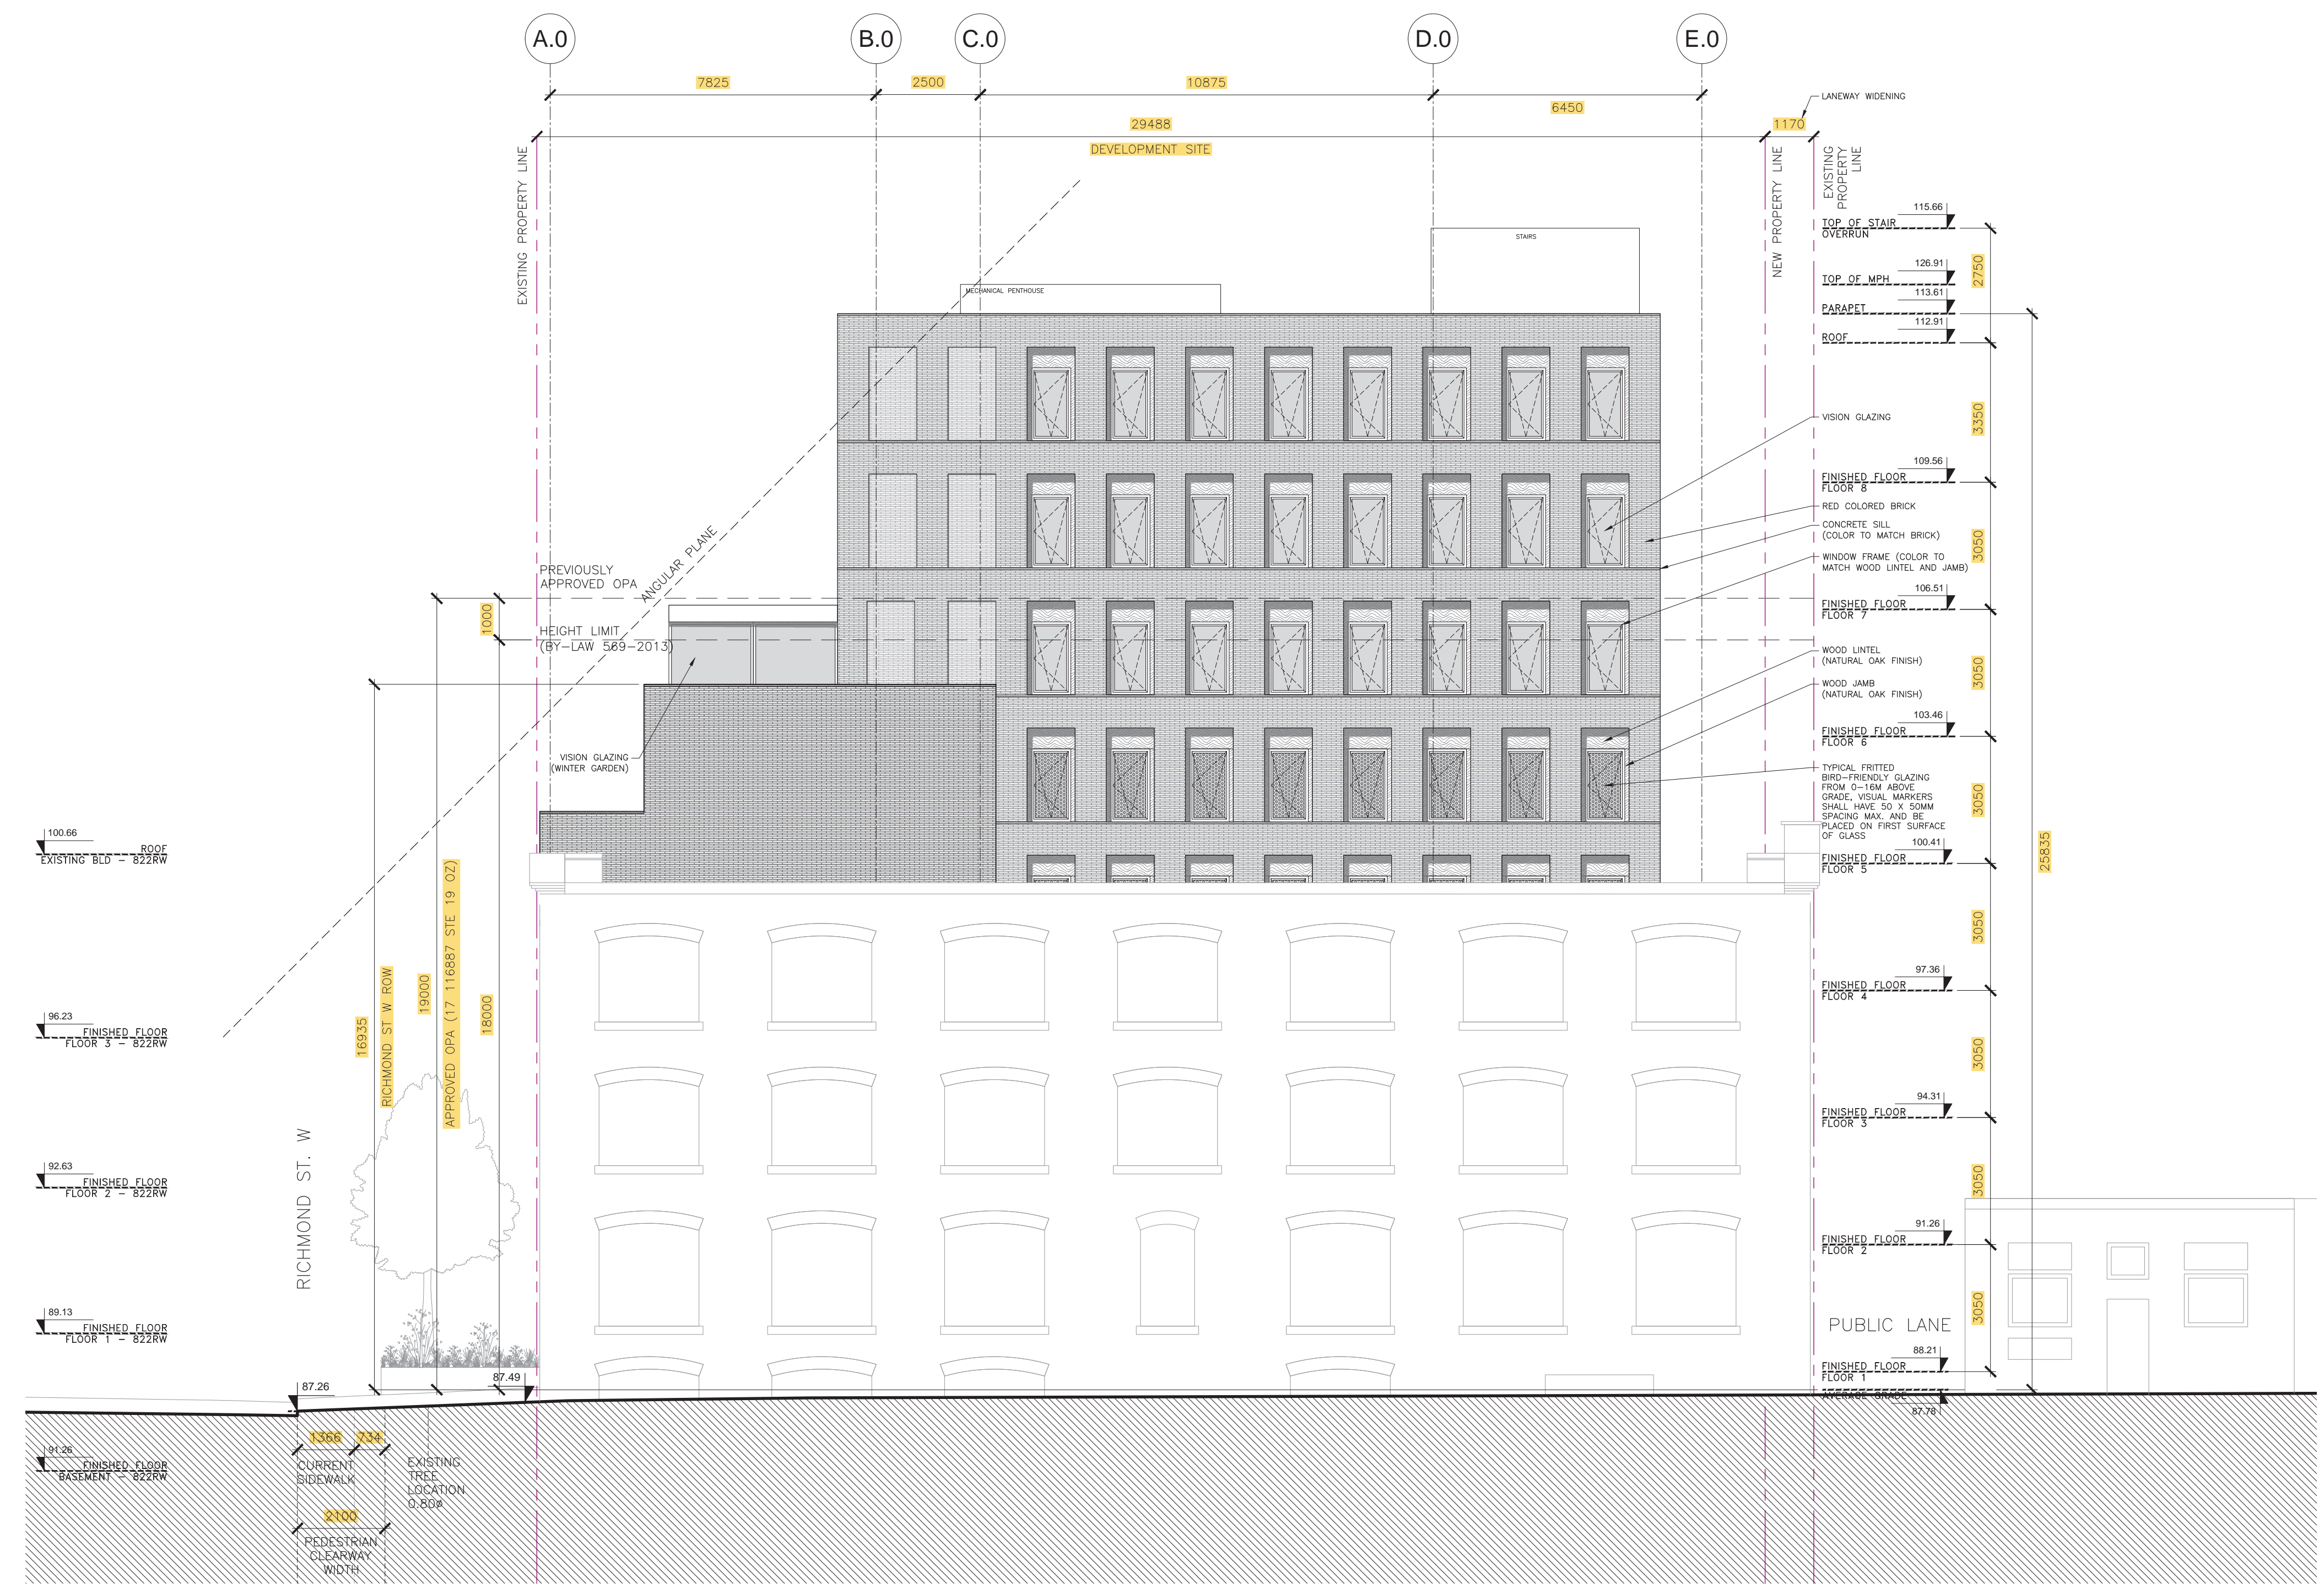 A.0
B.0
C.0
D.0
E.0
7825
2500
10875
6450
LANEWAY WIDENING
29488
1170
DEVELOPMENT SITE
EXISTING PROPERTY LINE
NEW PROPERTY LINE
EXISTING
PROPERTY
LINE
115.66
TOP OF STAIR
OVERRUN
STAIRS
2750
126.91
TOP OF MPH
MECHANICAL PENTHOUSE
113.61
PARAPET
112.91
ROOF
3350
VISION GLAZING
109.56
FINISHED FLOOR
FLOOR 8
RED COLORED BRICK
CONCRETE SILL
(COLOR TO MATCH BRICK)
3050
WINDOW FRAME (COLOR TO
MATCH WOOD LINTEL AND JAMB)
ANGULAR PLANE
PREVIOUSLY
APPROVED OPA
106.51
FINISHED FLOOR
FLOOR 7
1000
HEIGHT LIMIT
(BY-LAW 569-2013)
WOOD LINTEL
(NATURAL OAK FINISH)
3050
WOOD JAMB
(NATURAL OAK FINISH)
103.46
FINISHED FLOOR
FLOOR 6
VISION GLAZING
(WINTER GARDEN)
TYPICAL FRITTED
BIRD-FRIENDLY GLAZING
FROM 0-16M ABOVE
GRADE, VISUAL MARKERS
SHALL HAVE 50 X 50MM
SPACING MAX. AND BE
PLACED ON FIRST SURFACE
OF GLASS
3050
100.66
ROOF
EXISTING BLD - 822RW
100.41
FINISHED FLOOR
FLOOR 5
25835
3050
97.36
FINISHED FLOOR
FLOOR 4
96.23
FINISHED FLOOR
FLOOR 3 - 822RW
16935
RICHMOND ST W ROW
19000
APPROVED OPA (17 116887 STE 19 OZ)
18000
3050
94.31
FINISHED FLOOR
FLOOR 3
92.63
FINISHED FLOOR
FLOOR 2 - 822RW
RICHMOND ST. W
3050
91.26
FINISHED FLOOR
FLOOR 2
89.13
FINISHED FLOOR
FLOOR 1 - 822RW
3050
PUBLIC LANE
88.21
FINISHED FLOOR
FLOOR 1
87.26
87.49
AVERAGE GRADE
87.78
1366
734
91.26
FINISHED FLOOR
BASEMENT - 822RW
CURRENT
SIDEWALK
EXISTING
TREE
LOCATION
0.80ø
2100
PEDESTRIAN
CLEARWAY
WIDTH